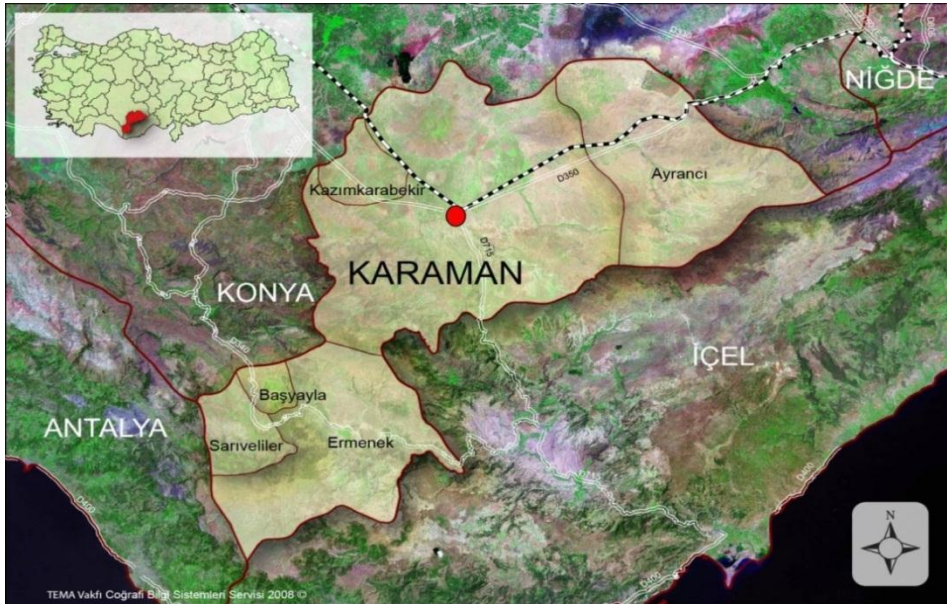 NİĞDE
Kazımkarabekir
Ayrancı
D350
D715
KARAMAN
KONYA
İÇEL
Başyayla
ANTALYA
Sarıveliler
Ermenek
D400
N
TEMA Vakfı Coğrafi Bilgi Sistemleri Servisi 2008 ©